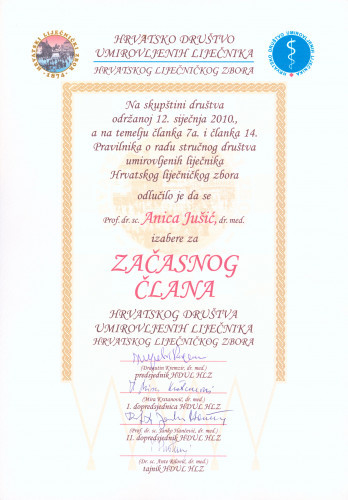 HRVATSKO DRUŠTVO
UMIROVLJENIH LIJEČNIKA
HRVATSKOG LIJEČNIČKOG ZBORA
Na skupštini društva
održanoj 12. siječnja 2010.,
a na temelju članka 7a. i članka 14.
Pravilnika o radu stručnog društva
umirovljenih liječnika
Hrvatskog liječničkog zbora
odlučilo je da se
Prof. dr. sc. Anica Jušić, dr. med.
izabere za
ZAČASNOG
ČLANA
HRVATSKOG DRUŠTVA
UMIROVLJENIH LIJEČNIKA
HRVATSKOG LIJEČNIČKOG ZBORA
predsjednik HDUL HLZ
1. dopredsjednica HDUL HLZ
II. dopredsjednik HDUL HLZ
tajnik HDUL HLZ